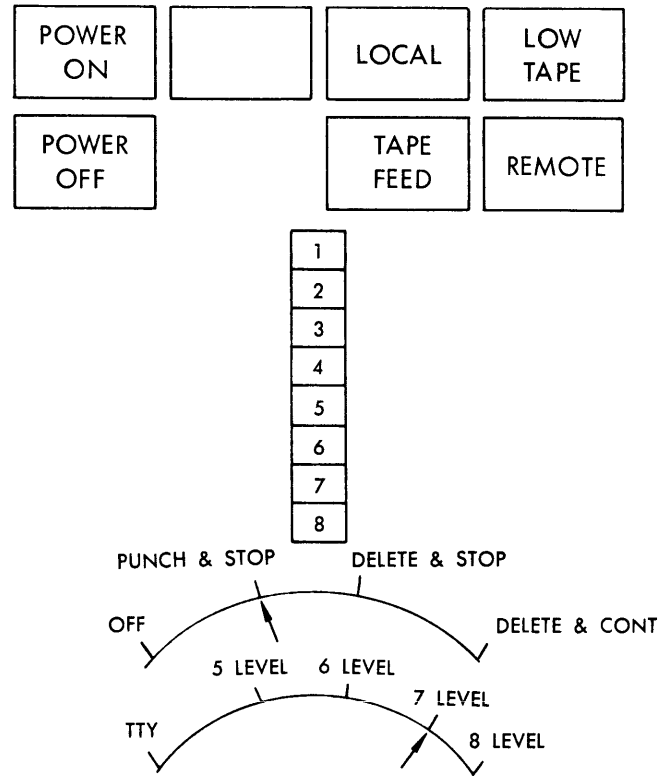 POWER ON
LOCAL
LOW TAPE
POWER OFF
TAPE FEED
REMOTE
1
2
3
4
5
6
7
8
PUNCH & STOP
DELETE & STOP
OFF
DELETE & CONT
5 LEVEL
6 LEVEL
7 LEVEL
TTY
8 LEVEL